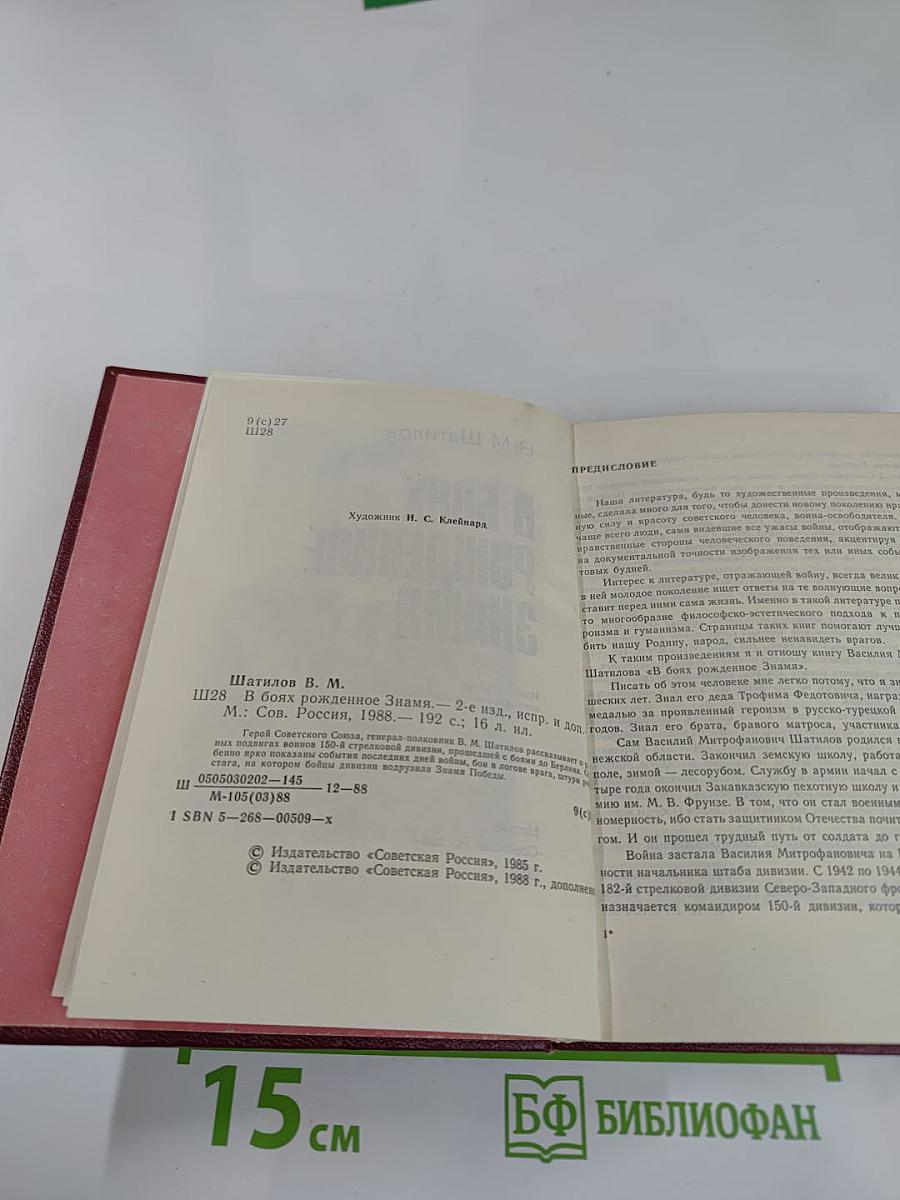 9(с)27
Ш28
Художник И. С. Клейнард
Шатилов В. М.
Ш28 В боях рожденное Знамя.— 2-е изд., испр. и доп.
М.: Сов. Россия, 1988.— 192 с.; 16 л. ил.
Герой Советского Союза, генерал-полковник В. М. Шатилов рассказывает о
ных подвигах воинов 150-й стрелковой дивизии, прошедшей с боями до Берлина.
бенно ярко показаны события последних дней войны, бои в логове врага, штурм
стага, на котором бойцы дивизии водрузили Знамя Победы.
Ш 0505030202—145 12—88
М-105(03)88
9(с)
ISBN 5—268—00509—x
© Издательство «Советская Россия», 1985 г.
© Издательство «Советская Россия», 1988 г., дополнен
ПРЕДИСЛОВИЕ
Наша литература, будь то художественные произведения,
ные, сделала много для того, чтобы донести новому поколению
ную силу и красоту советского человека, воина-освободителя.
чаще всего люди, сами видевшие все ужасы войны, отображают
нравственные стороны человеческого поведения, акцентируя
на документальной точности изображения тех или иных собы
товых будней.
Интерес к литературе, отражающей войну, всегда велик
в ней молодое поколение ищет ответы на те волнующие вопр
ставит перед ними сама жизнь. Именно в такой литературе п
то многообразие философско-эстетического подхода к п
роизма и гуманизма. Страницы таких книг помогают лучш
бить нашу Родину, народ, сильнее ненавидеть врагов.
К таким произведениям я и отношу книгу Василия М
Шатилова «В боях рожденное Знамя».
Писать об этом человеке мне легко потому, что я зн
шеских лет. Знал его деда Трофима Федотовича, награ
медалью за проявленный героизм в русско-турецкой
годов. Знал его брата, бравого матроса, участника
Сам Василий Митрофанович Шатилов родился в
нежской области. Закончил земскую школу, работа
поле, зимой — лесорубом. Службу в армии начал с
тыре года окончил Закавказскую пехотную школу и
мию им. М. В. Фрунзе. В том, что он стал военным
номерность, ибо стать защитником Отечества почит
том. И он прошел трудный путь от солдата до г
Война застала Василия Митрофановича на
ности начальника штаба дивизии. С 1942 по 1944
182-й стрелковой дивизии Северо-Западного фро
назначается командиром 150-й дивизии, котор
1*
15 см
БФ БИБЛИОФАН